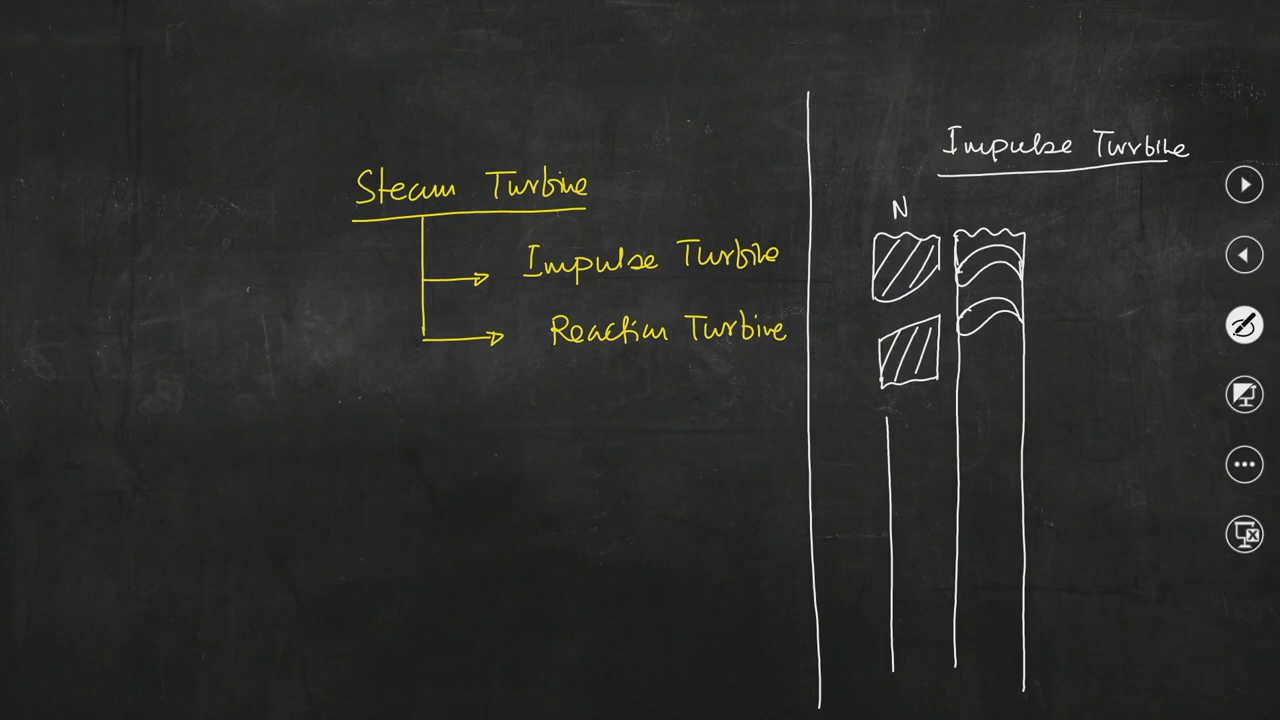 Steam Turbine
Impulse Turbine
Reaction Turbine
Impulse Turbine
N